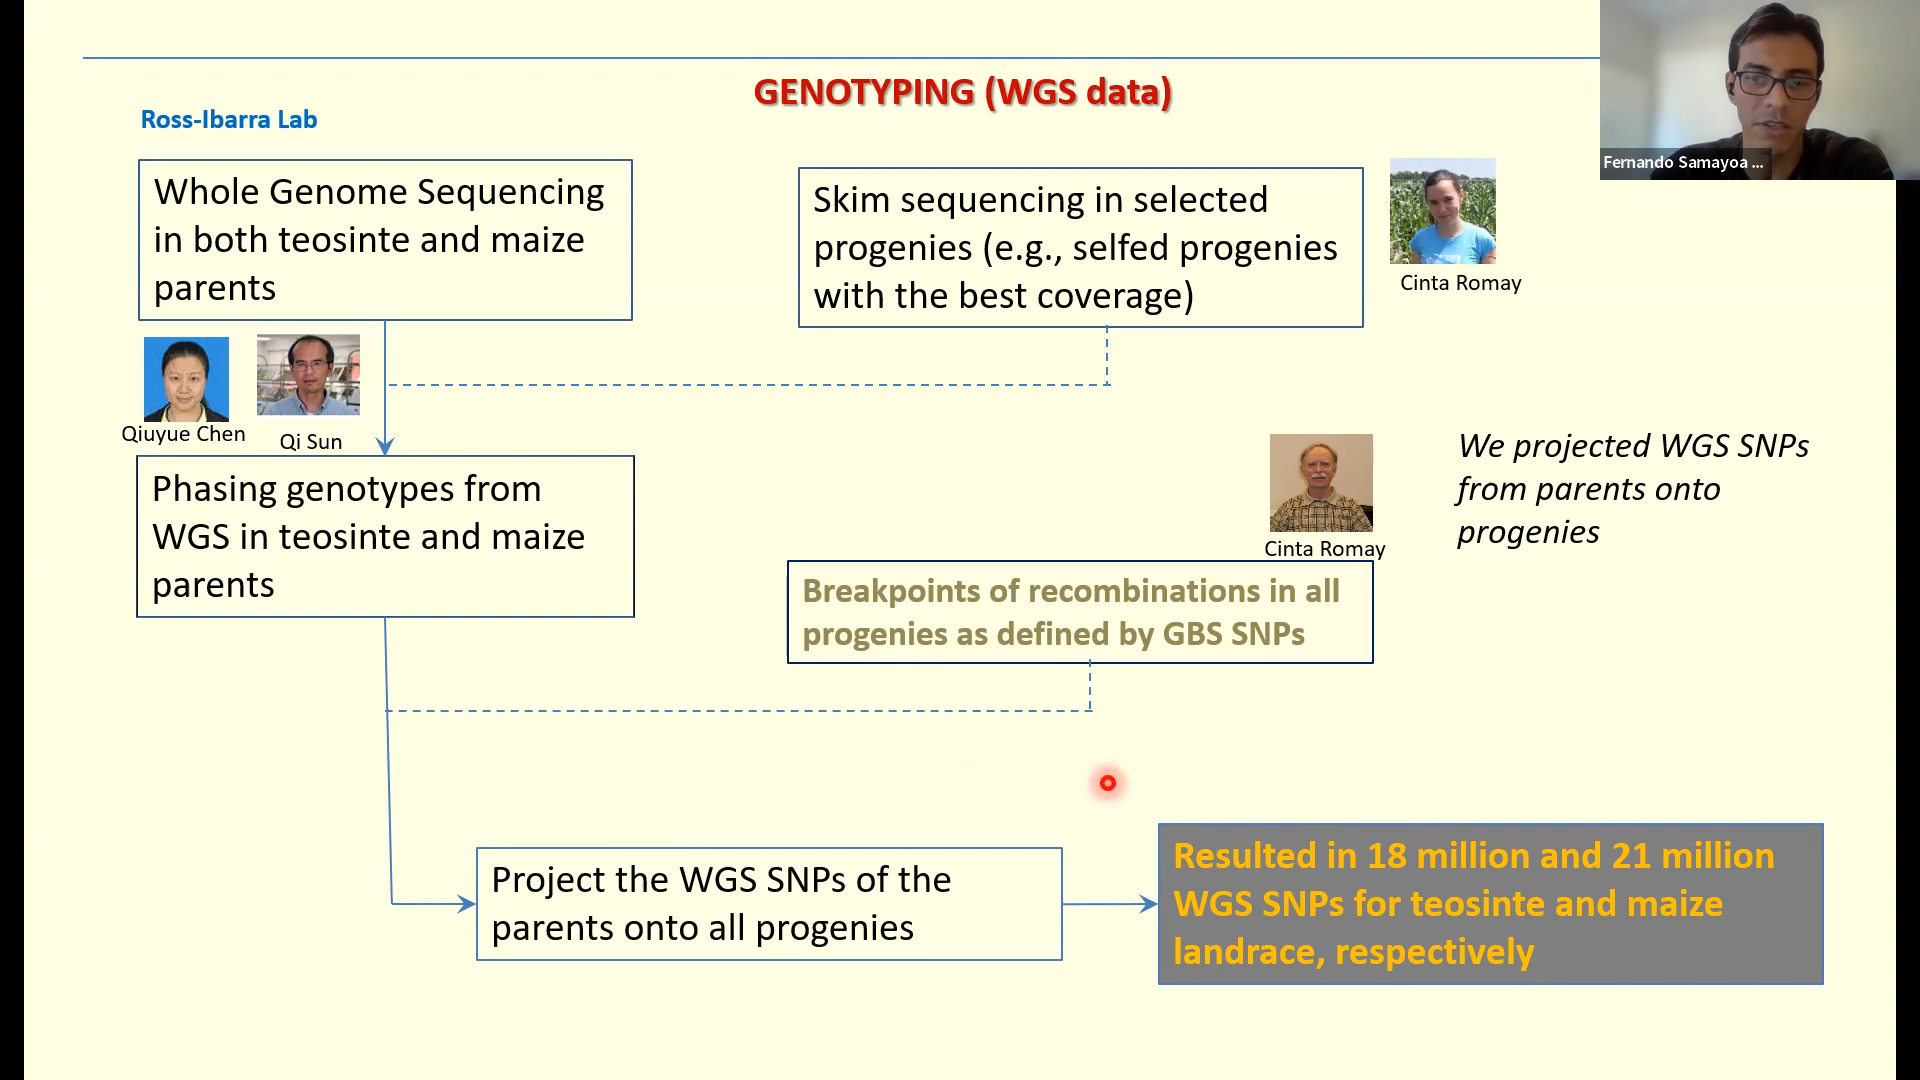 GENOTYPING (WGS data)
Ross-Ibarra Lab
Whole Genome Sequencing
in both teosinte and maize
parents
Skim sequencing in selected
progenies (e.g., selfed progenies
with the best coverage)
Fernando Samayoa ...
Cinta Romay
Qiuyue Chen
Qi Sun
Phasing genotypes from
WGS in teosinte and maize
parents
We projected WGS SNPs
from parents onto
progenies
Cinta Romay
Breakpoints of recombinations in all
progenies as defined by GBS SNPs
Project the WGS SNPs of the
parents onto all progenies
Resulted in 18 million and 21 million
WGS SNPs for teosinte and maize
landrace, respectively